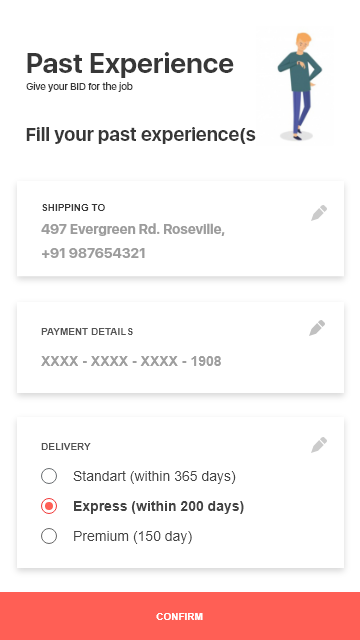 Past Experience
Give your BID for the job
Fill your past experience(s
SHIPPING TO
497 Evergreen Rd. Roseville,
+91 987654321
PAYMENT DETAILS
XXXX - XXXX - XXXX - 1908
DELIVERY
Standart (within 365 days)
Express (within 200 days)
Premium (150 day)
CONFIRM